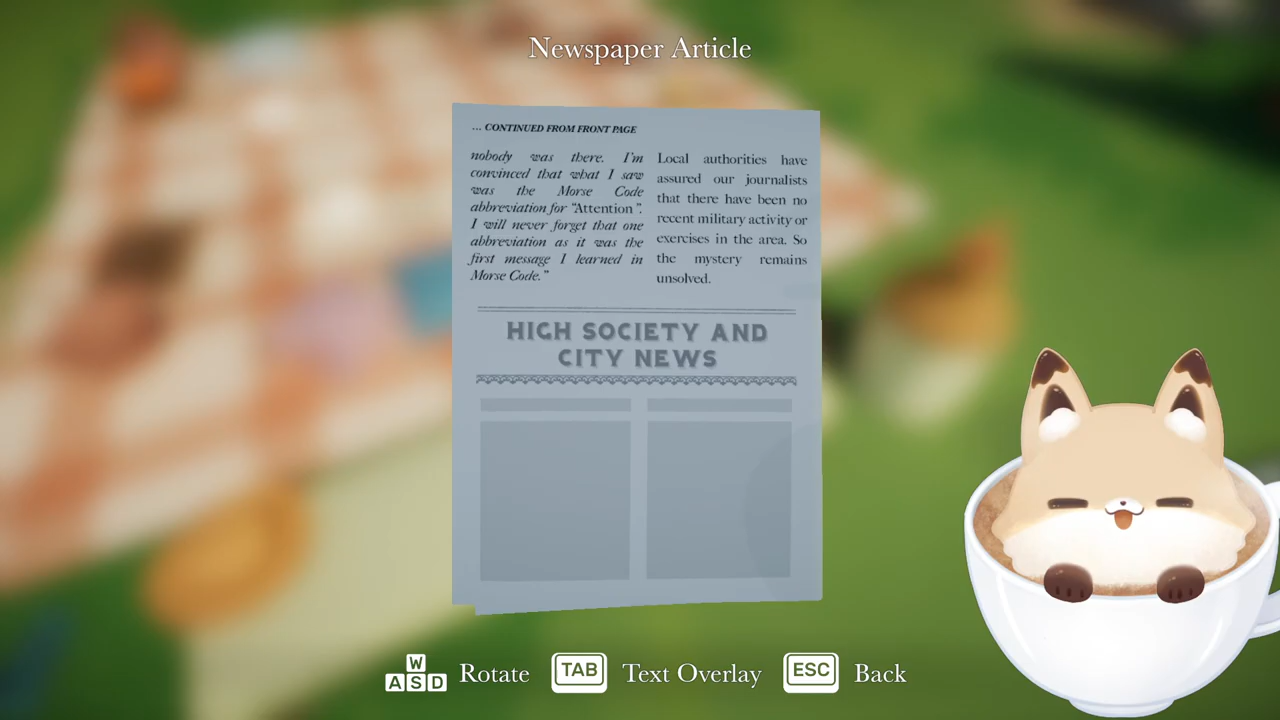 Newspaper Article
... CONTINUED FROM FRONT PAGE
nobody was there. I'm
convinced that what I saw
was the Morse Code
abbreviation for "Attention".
I will never forget that one
abbreviation as it was the
first message I learned in
Morse Code."
Local authorities have
assured our journalists
that there have been no
recent military activity or
exercises in the area. So
the mystery remains
unsolved.
HIGH SOCIETY AND
CITY NEWS
W
A S D Rotate TAB Text Overlay ESC Back